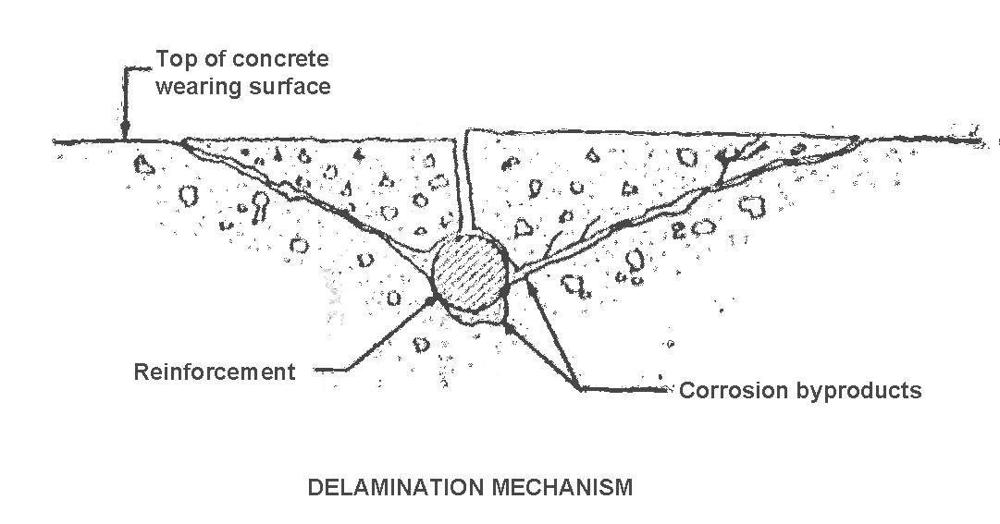 Top of concrete
wearing surface
Reinforcement
Corrosion byproducts
DELAMINATION MECHANISM